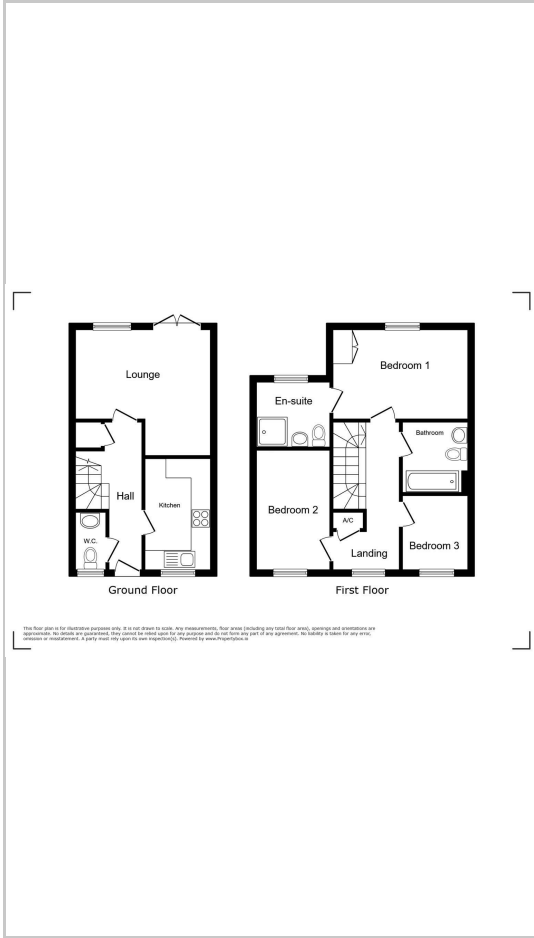 Lounge
Hall
Kitchen
W.C.
Ground Floor
Bedroom 1
En-suite
Bathroom
Bedroom 2
A/C
Landing
Bedroom 3
First Floor
This floor plan is for illustrative purposes only. It is not drawn to scale. Any measurements, floor areas (including any total floor area), openings and orientations are
approximate. No details are guaranteed, they cannot be relied upon for any purpose and do not form any part of any agreement. No liability is taken for any error,
omission or misstatement. A party must rely upon its own inspection(s). Powered by www.Propertybox.io